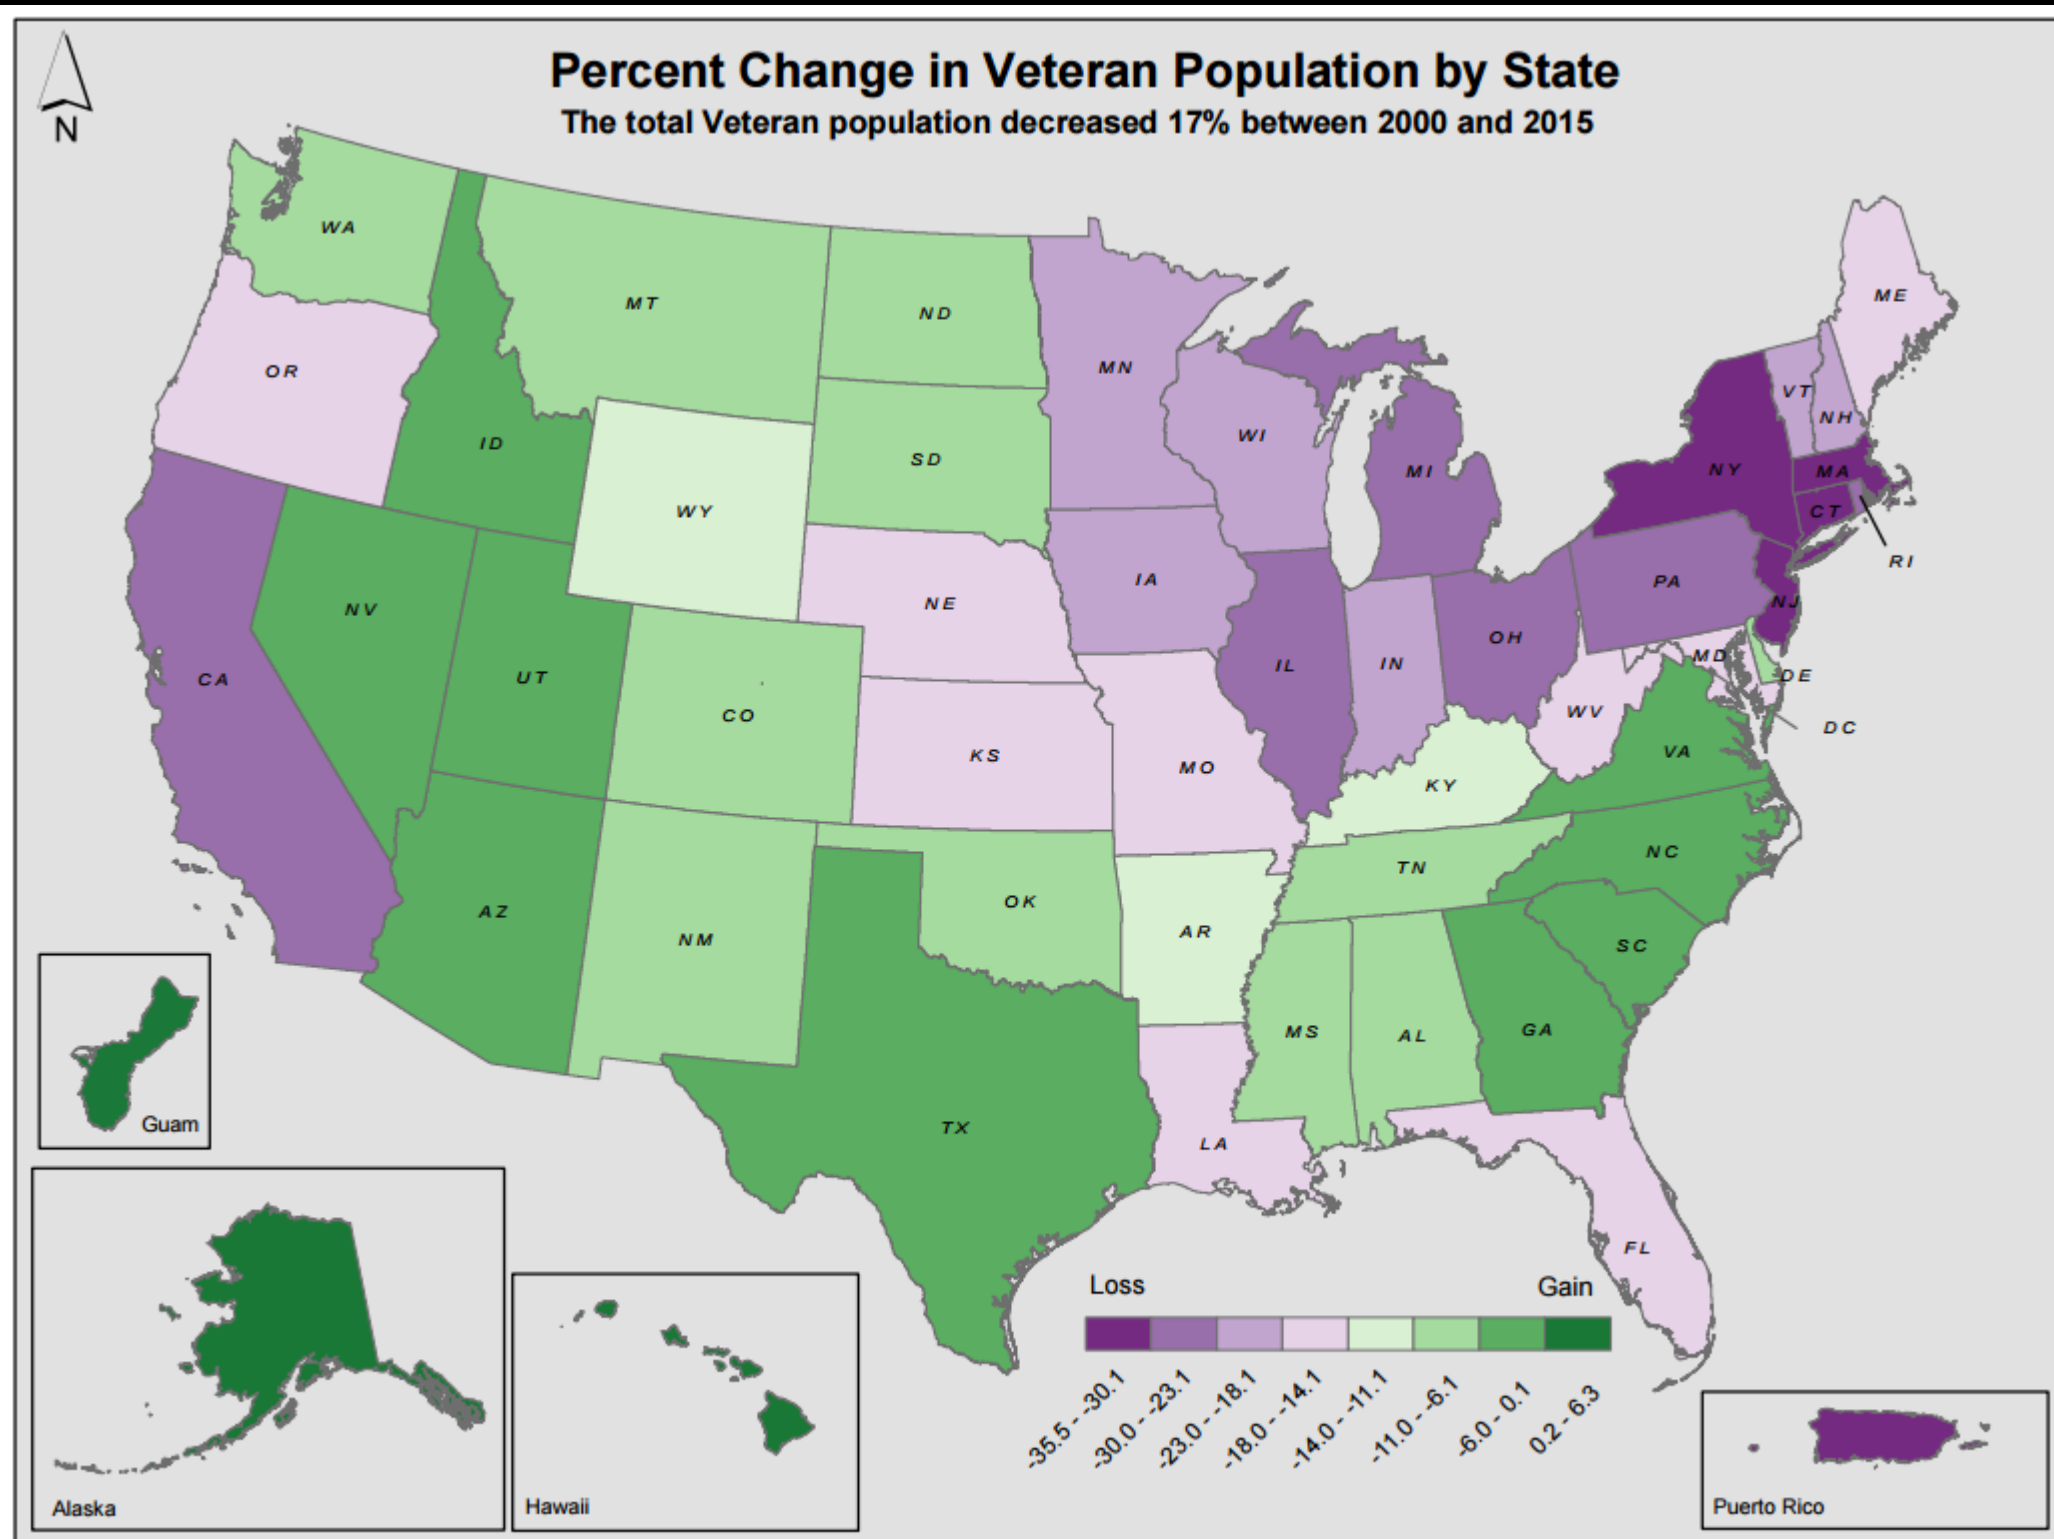 Percent Change in Veteran Population by State
The total Veteran population decreased 17% between 2000 and 2015
N
WA
MT
ND
MN
ME
OR
ID
SD
WI
MI
VT
NH
NY
MA
CT
RI
WY
NE
IA
PA
NJ
NV
UT
CA
CO
KS
MO
IL
IN
OH
WV
MD
DE
DC
VA
KY
TN
NC
AZ
NM
OK
AR
SC
MS
AL
GA
TX
LA
FL
Guam
Alaska
Hawaii
Puerto Rico
Loss
Gain
-35.5 - -30.1
-30.0 - -23.1
-23.0 - -18.1
-18.0 - -14.1
-14.0 - -11.1
-11.0 - -6.1
-6.0 - 0.1
0.2 - 6.3